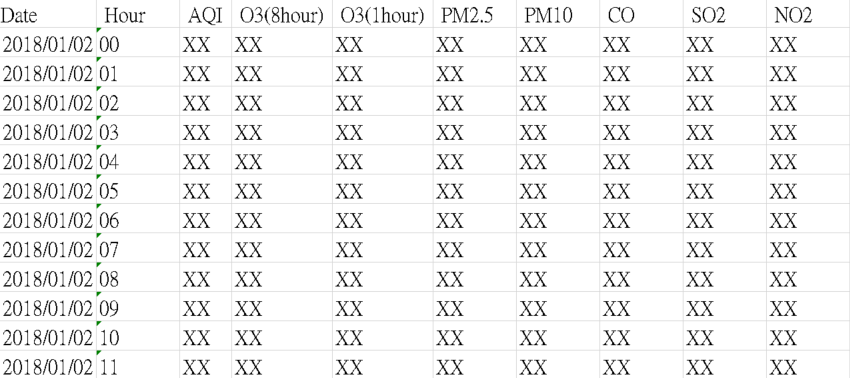 Date Hour AQI O3(8hour) O3(1hour) PM2.5 PM10 CO SO2 NO2
2018/01/02 00 XX XX XX XX XX XX XX XX
2018/01/02 01 XX XX XX XX XX XX XX XX
2018/01/02 02 XX XX XX XX XX XX XX XX
2018/01/02 03 XX XX XX XX XX XX XX XX
2018/01/02 04 XX XX XX XX XX XX XX XX
2018/01/02 05 XX XX XX XX XX XX XX XX
2018/01/02 06 XX XX XX XX XX XX XX XX
2018/01/02 07 XX XX XX XX XX XX XX XX
2018/01/02 08 XX XX XX XX XX XX XX XX
2018/01/02 09 XX XX XX XX XX XX XX XX
2018/01/02 10 XX XX XX XX XX XX XX XX
2018/01/02 11 XX XX XX XX XX XX XX XX